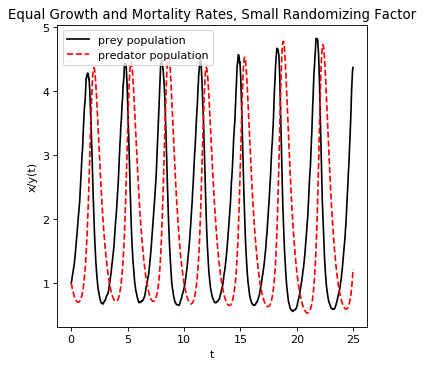 Equal Growth and Mortality Rates, Small Randomizing Factor
prey population
predator population
x/y(t)
5
4
3
2
1
0
5
10
15
20
25
t